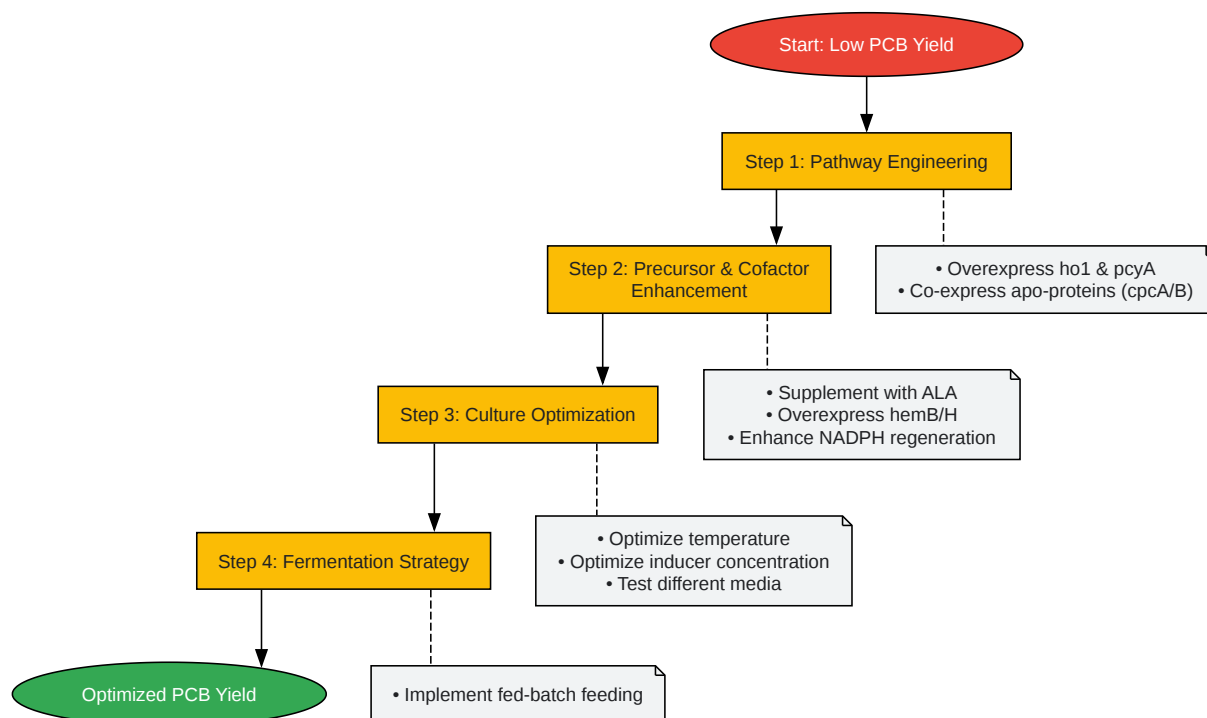 Start: Low PCB Yield
Step 1: Pathway Engineering
• Overexpress ho1 & pcyA
• Co-express apo-proteins (cpcA/B)
Step 2: Precursor & Cofactor
Enhancement
• Supplement with ALA
• Overexpress hemB/H
• Enhance NADPH regeneration
Step 3: Culture Optimization
• Optimize temperature
• Optimize inducer concentration
• Test different media
Step 4: Fermentation Strategy
• Implement fed-batch feeding
Optimized PCB Yield